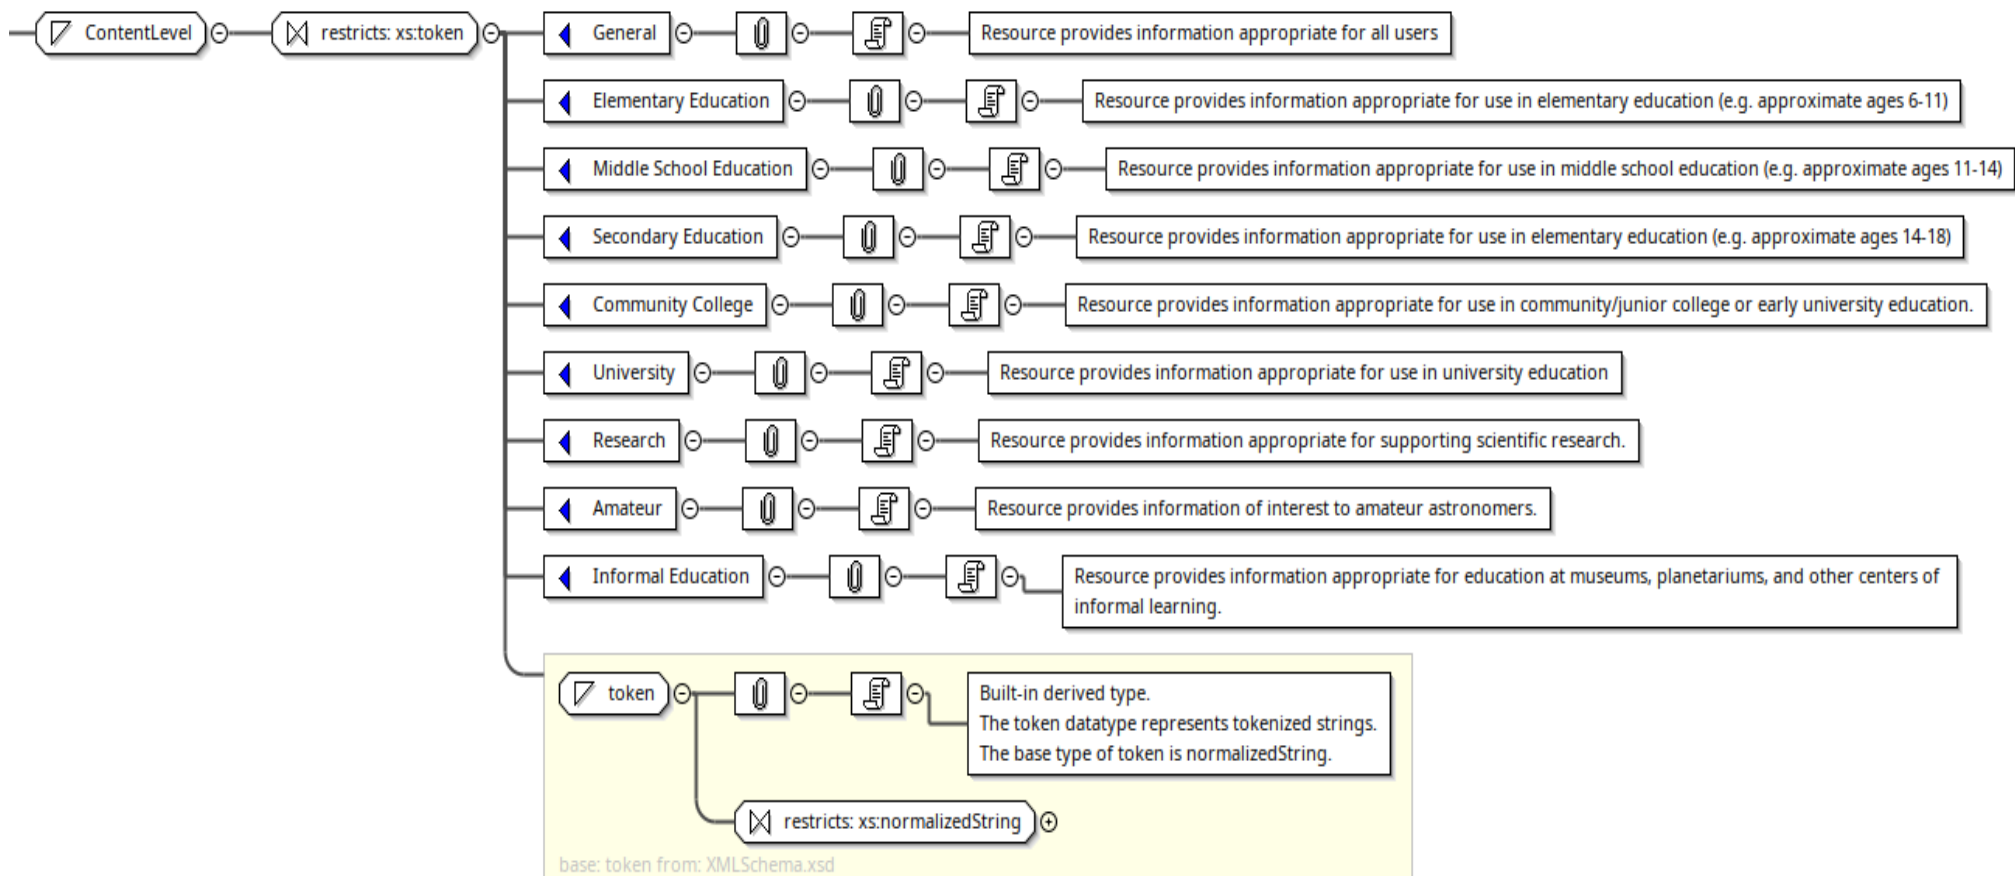 ContentLevel
restricts: xs:token
General
Resource provides information appropriate for all users
Elementary Education
Resource provides information appropriate for use in elementary education (e.g. approximate ages 6-11)
Middle School Education
Resource provides information appropriate for use in middle school education (e.g. approximate ages 11-14)
Secondary Education
Resource provides information appropriate for use in elementary education (e.g. approximate ages 14-18)
Community College
Resource provides information appropriate for use in community/junior college or early university education.
University
Resource provides information appropriate for use in university education
Research
Resource provides information appropriate for supporting scientific research.
Amateur
Resource provides information of interest to amateur astronomers.
Informal Education
Resource provides information appropriate for education at museums, planetariums, and other centers of
informal learning.
token
Built-in derived type.
The token datatype represents tokenized strings.
The base type of token is normalizedString.
restricts: xs:normalizedString
base: token from: XMLSchema.xsd